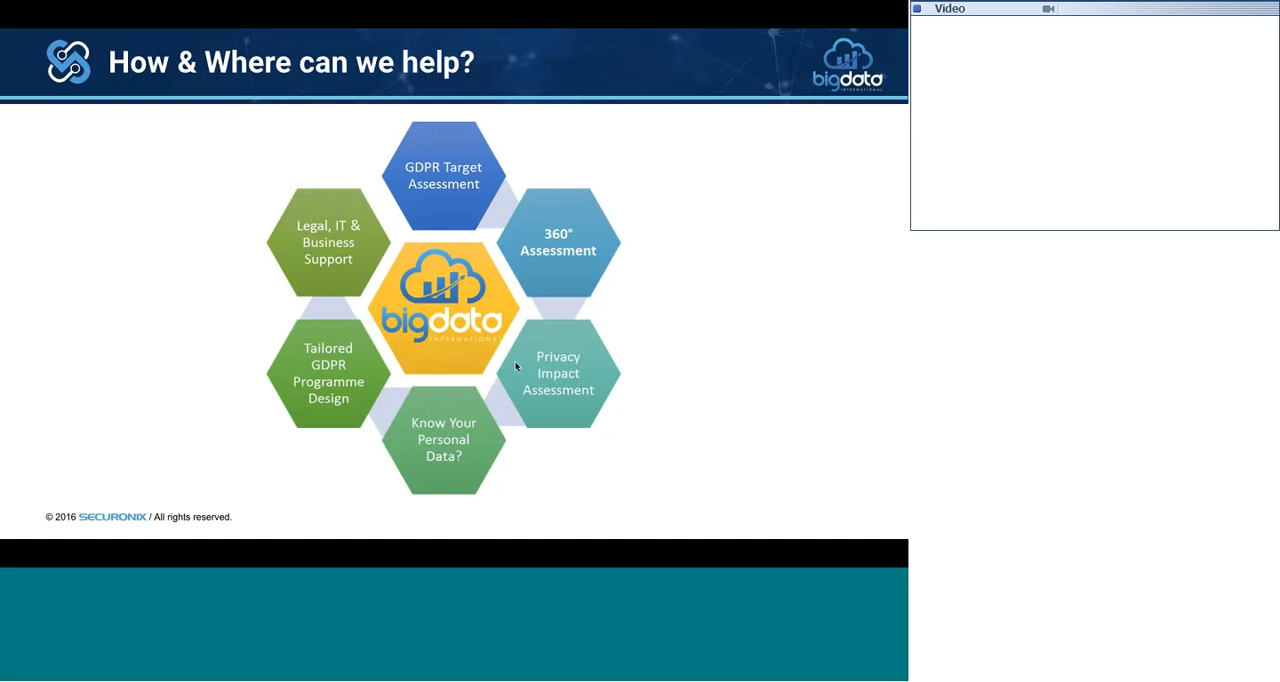 Video
How & Where can we help?
bigdata
INTERNATIONAL
GDPR Target
Assessment
360°
Assessment
Privacy
Impact
Assessment
Know Your
Personal
Data?
Tailored
GDPR
Programme
Design
Legal, IT &
Business
Support
bigdata
INTERNATIONAL
© 2016 SECURONIX / All rights reserved.